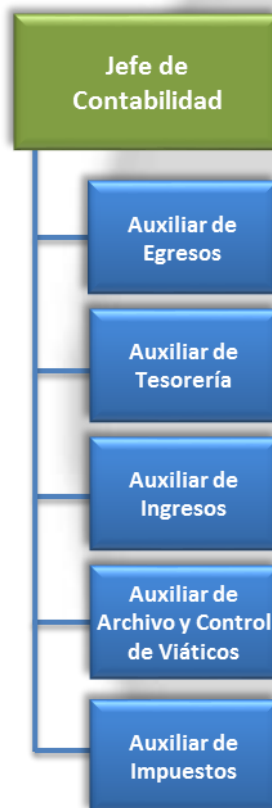 Jefe de
Contabilidad
Auxiliar de
Egresos
Auxiliar de
Tesorería
Auxiliar de
Ingresos
Auxiliar de
Archivo y Control
de Viáticos
Auxiliar de
Impuestos